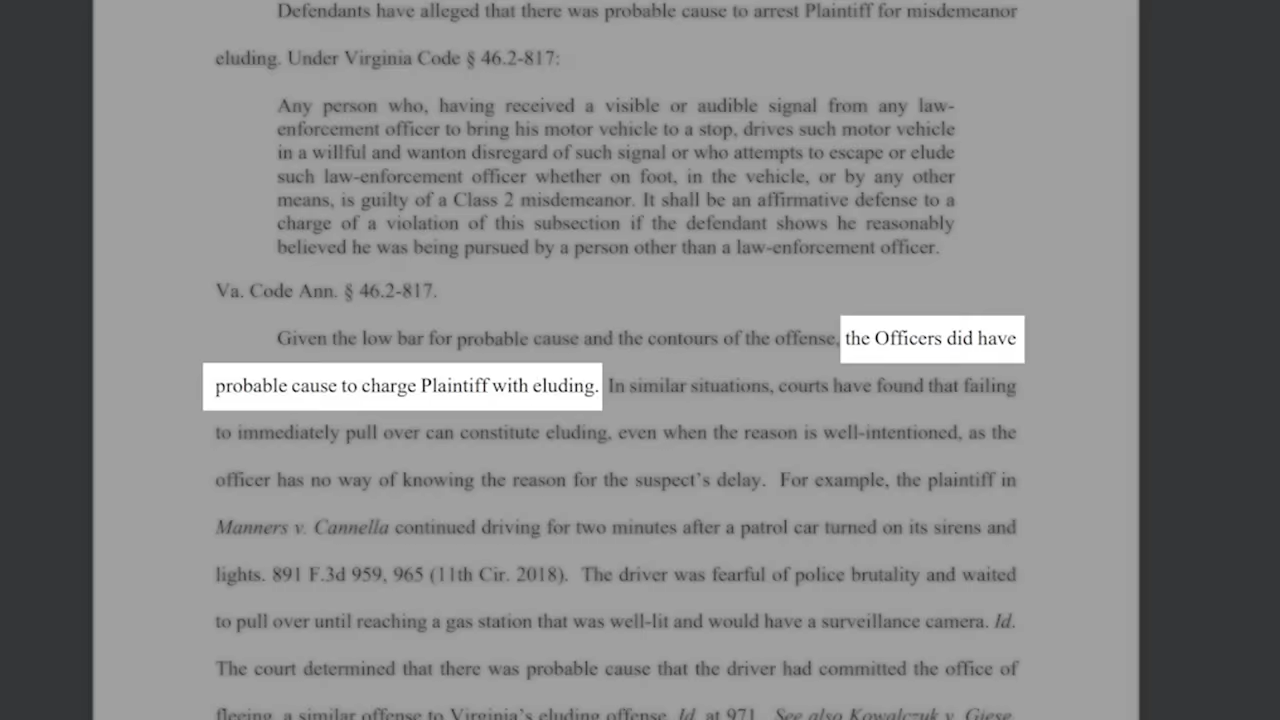 Defendants have alleged that there was probable cause to arrest Plaintiff for misdemeanor
eluding. Under Virginia Code § 46.2-817:
Any person who, having received a visible or audible signal from any law-
enforcement officer to bring his motor vehicle to a stop, drives such motor vehicle
in a willful and wanton disregard of such signal or who attempts to escape or elude
such law-enforcement officer whether on foot, in the vehicle, or by any other
means, is guilty of a Class 2 misdemeanor. It shall be an affirmative defense to a
charge of a violation of this subsection if the defendant shows he reasonably
believed he was being pursued by a person other than a law-enforcement officer.
Va. Code Ann. § 46.2-817.
Given the low bar for probable cause and the contours of the offense, the Officers did have
probable cause to charge Plaintiff with eluding. In similar situations, courts have found that failing
to immediately pull over can constitute eluding, even when the reason is well-intentioned, as the
officer has no way of knowing the reason for the suspect's delay. For example, the plaintiff in
Manners v. Cannella continued driving for two minutes after a patrol car turned on its sirens and
lights. 891 F.3d 959, 965 (11th Cir. 2018). The driver was fearful of police brutality and waited
to pull over until reaching a gas station that was well-lit and would have a surveillance camera. Id.
The court determined that there was probable cause that the driver had committed the office of
fleeing, a similar offense to Virginia's eluding offense. Id. at 971. See also Kowalczuk v. Giese,